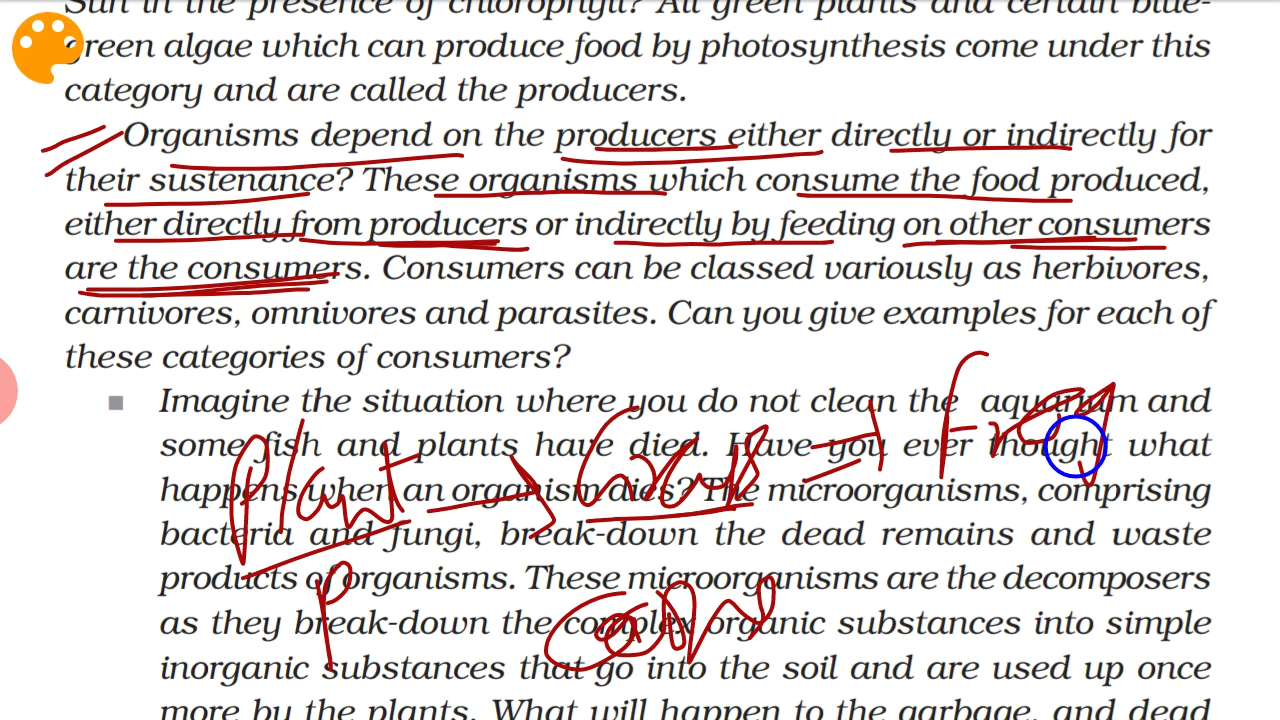 Sun in the presence of chlorophyll? All green plants and certain blue-
green algae which can produce food by photosynthesis come under this
category and are called the producers.
Organisms depend on the producers either directly or indirectly for
their sustenance? These organisms which consume the food produced,
either directly from producers or indirectly by feeding on other consumers
are the consumers. Consumers can be classed variously as herbivores,
carnivores, omnivores and parasites. Can you give examples for each of
these categories of consumers?
■ Imagine the situation where you do not clean the aquarium and
some fish and plants have died. Have you ever thought what
happens when an organism dies? The microorganisms, comprising
bacteria and fungi, break-down the dead remains and waste
products of organisms. These microorganisms are the decomposers
as they break-down the complex organic substances into simple
inorganic substances that go into the soil and are used up once
more by the plants. What will happen to the garbage, and dead
Plant → → Frog
P